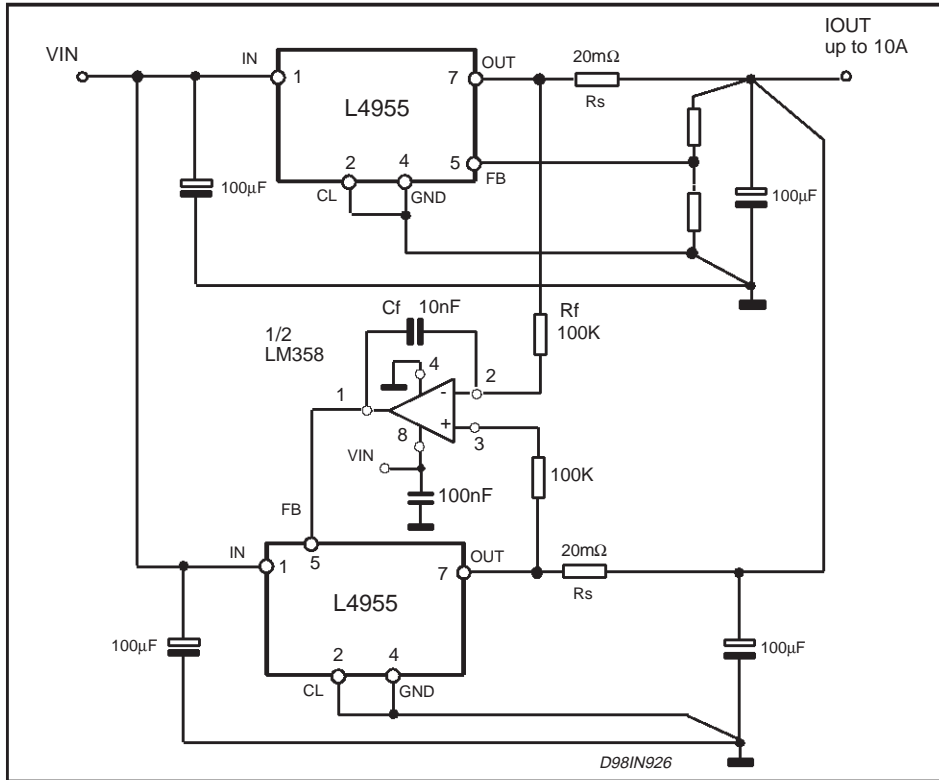 IOUT
up to 10A
VIN
IN
1
L4955
7
OUT
20mΩ
Rs
2
4
5
FB
CL
GND
100µF
100µF
Cf
10nF
Rf
100K
1/2
LM358
4
1
2
-
+
8
3
VIN
100nF
100K
FB
IN
1
5
OUT
7
20mΩ
Rs
L4955
100µF
2
4
CL
GND
100µF
D98IN926